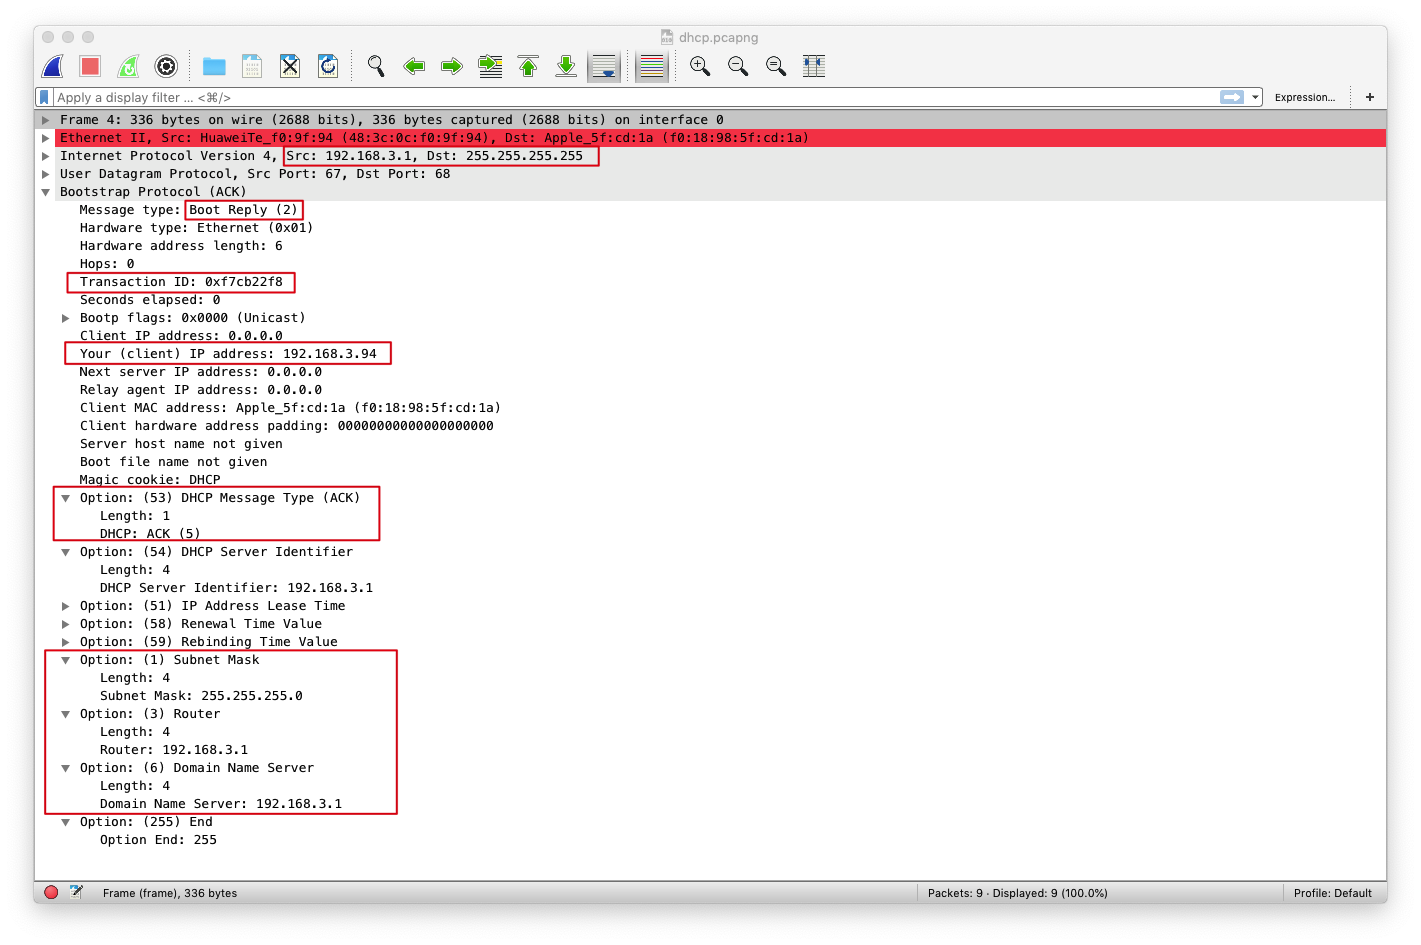 dhcp.pcapng
Apply a display filter ... <⌘/>
Expression...
+
Frame 4: 336 bytes on wire (2688 bits), 336 bytes captured (2688 bits) on interface 0
Ethernet II, Src: HuaweiTe_f0:9f:94 (48:3c:0c:f0:9f:94), Dst: Apple_5f:cd:1a (f0:18:98:5f:cd:1a)
Internet Protocol Version 4, Src: 192.168.3.1, Dst: 255.255.255.255
User Datagram Protocol, Src Port: 67, Dst Port: 68
Bootstrap Protocol (ACK)
Message type: Boot Reply (2)
Hardware type: Ethernet (0x01)
Hardware address length: 6
Hops: 0
Transaction ID: 0xf7cb22f8
Seconds elapsed: 0
Bootp flags: 0x0000 (Unicast)
Client IP address: 0.0.0.0
Your (client) IP address: 192.168.3.94
Next server IP address: 0.0.0.0
Relay agent IP address: 0.0.0.0
Client MAC address: Apple_5f:cd:1a (f0:18:98:5f:cd:1a)
Client hardware address padding: 00000000000000000000
Server host name not given
Boot file name not given
Magic cookie: DHCP
Option: (53) DHCP Message Type (ACK)
Length: 1
DHCP: ACK (5)
Option: (54) DHCP Server Identifier
Length: 4
DHCP Server Identifier: 192.168.3.1
Option: (51) IP Address Lease Time
Option: (58) Renewal Time Value
Option: (59) Rebinding Time Value
Option: (1) Subnet Mask
Length: 4
Subnet Mask: 255.255.255.0
Option: (3) Router
Length: 4
Router: 192.168.3.1
Option: (6) Domain Name Server
Length: 4
Domain Name Server: 192.168.3.1
Option: (255) End
Option End: 255
Frame (frame), 336 bytes
Packets: 9 · Displayed: 9 (100.0%)
Profile: Default